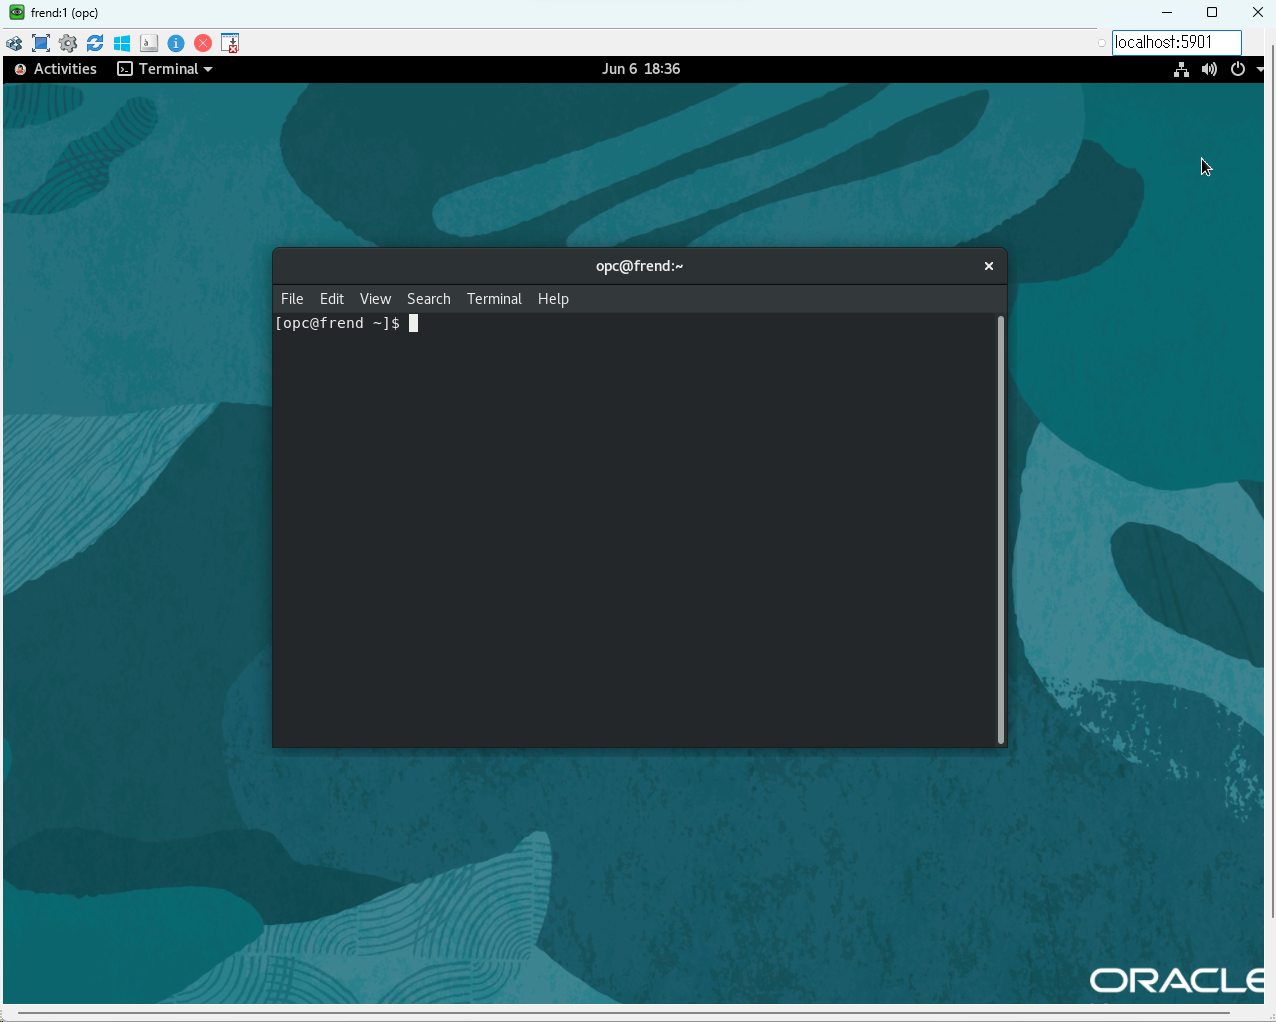 frend:1 (opc)
localhost:5901
Activities Terminal Jun 6 18:36
opc@frend:~
File Edit View Search Terminal Help
[opc@frend ~]$
ORACLE